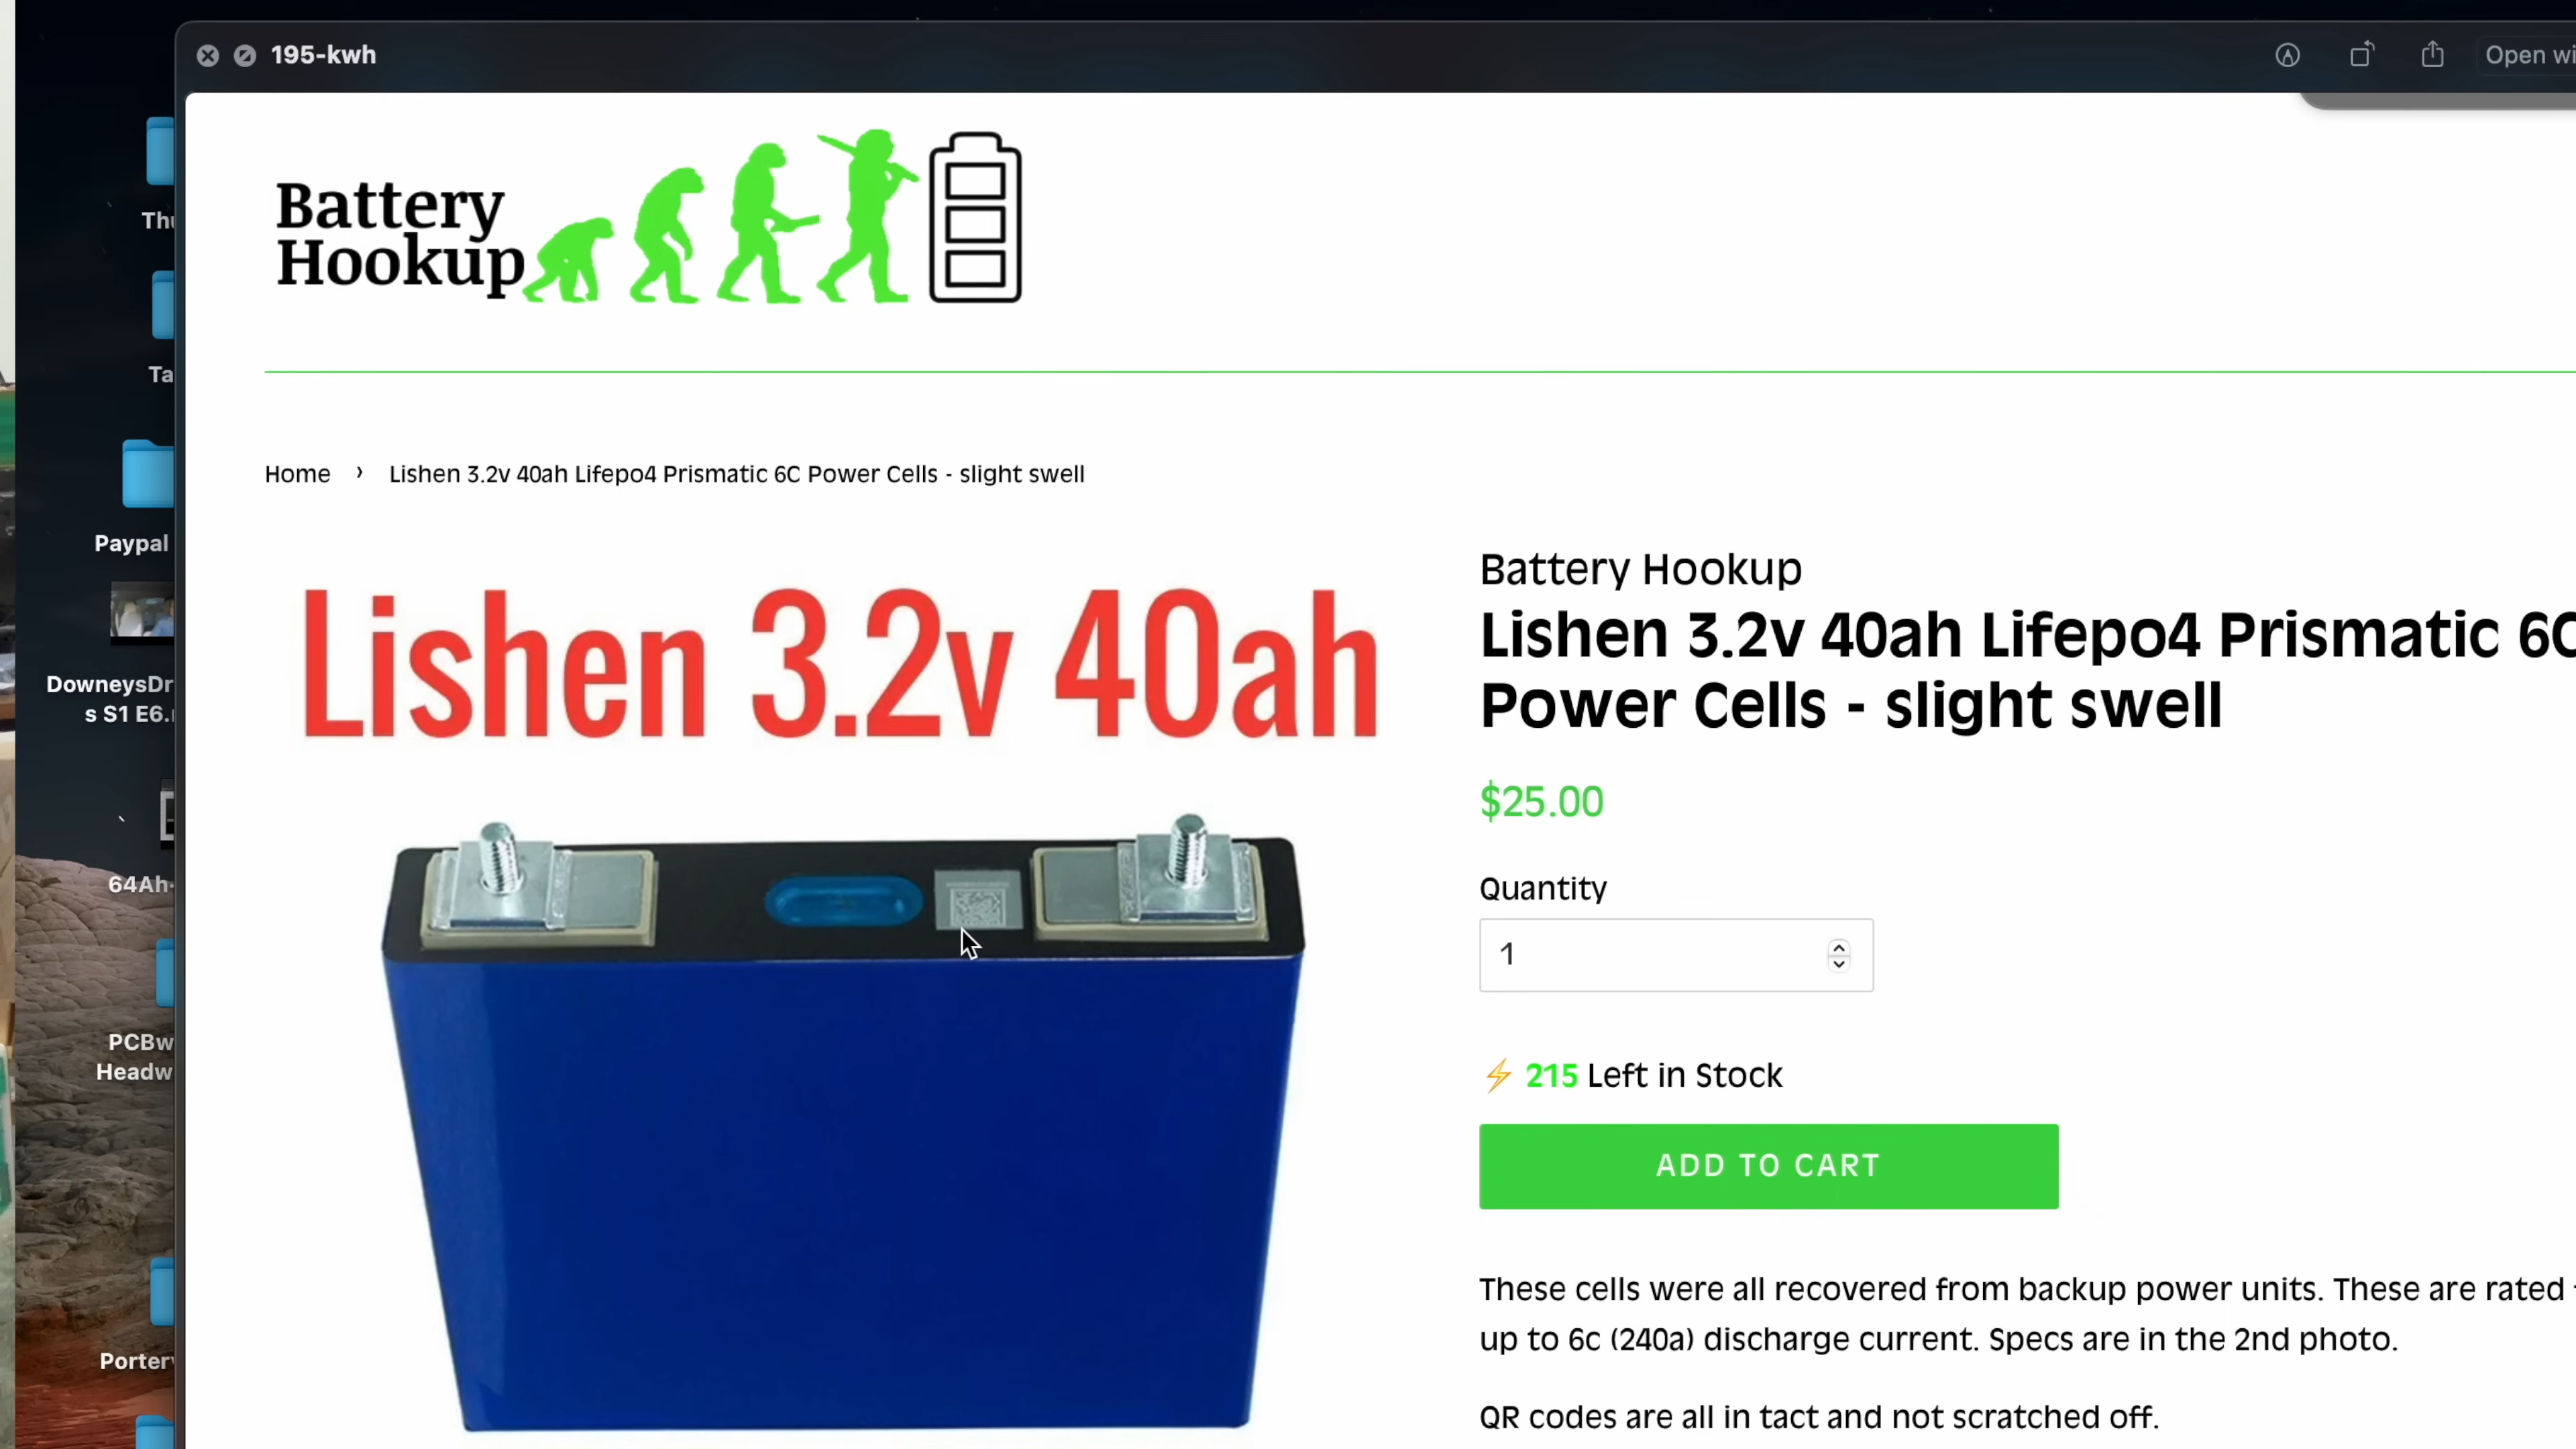 195-kwh
Open wi
Battery
Hookup
Home › Lishen 3.2v 40ah Lifepo4 Prismatic 6C Power Cells - slight swell
Lishen 3.2v 40ah
Battery Hookup
Lishen 3.2v 40ah Lifepo4 Prismatic 6C
Power Cells - slight swell
$25.00
Quantity
1
⚡ 215 Left in Stock
ADD TO CART
These cells were all recovered from backup power units. These are rated
up to 6c (240a) discharge current. Specs are in the 2nd photo.
QR codes are all in tact and not scratched off.
Thu
Ta
Paypal
DowneysDr
s S1 E6.
64Ah-
PCBw
Headw
Porter